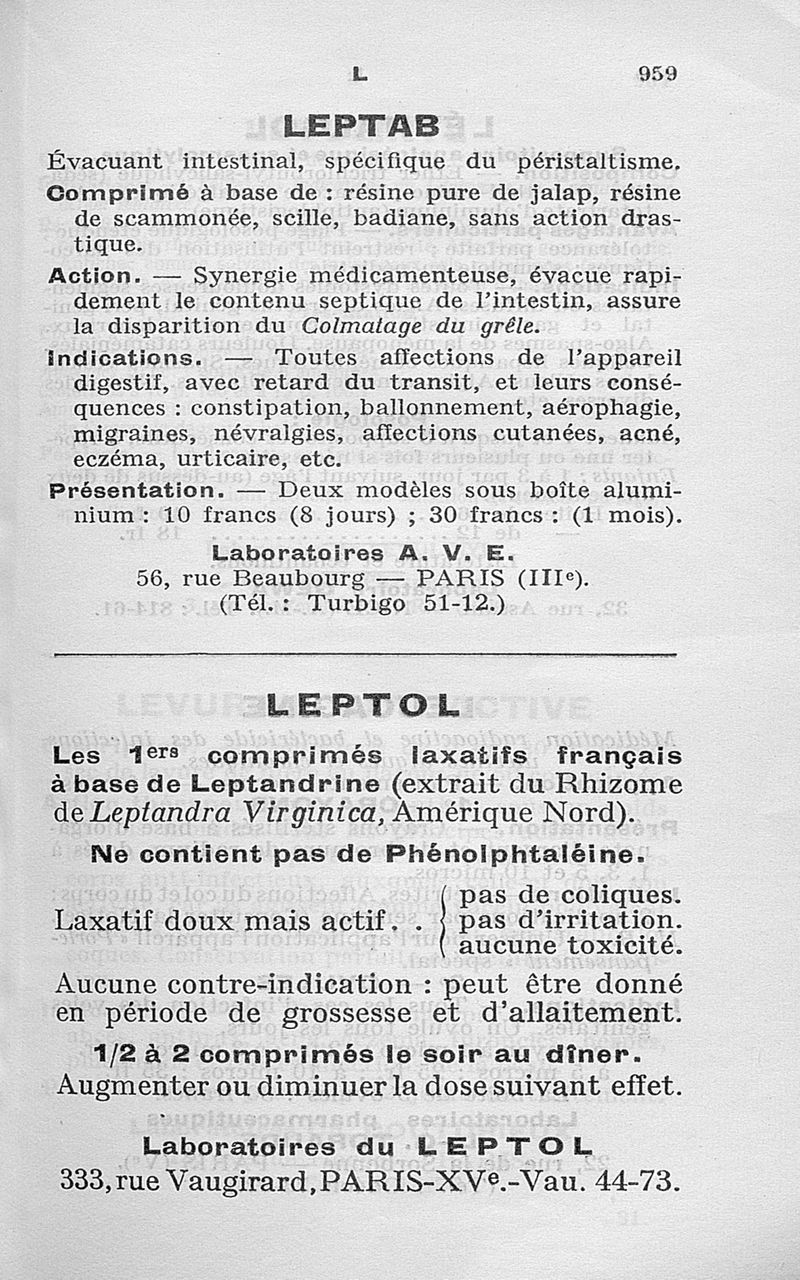 L 959
LEPTAB
Évacuant intestinal, spécifique du péristaltisme.
Comprimé à base de : résine pure de jalap, résine
de scammonée, scille, badiane, sans action dras-
tique.
Action. — Synergie médicamenteuse, évacue rapi-
dement le contenu septique de l'intestin, assure
la disparition du Colmatage du grêle.
Indications. — Toutes affections de l'appareil
digestif, avec retard du transit, et leurs consé-
quences : constipation, ballonnement, aérophagie,
migraines, névralgies, affections cutanées, acné,
eczéma, urticaire, etc.
Présentation. — Deux modèles sous boîte alumi-
nium : 10 francs (8 jours) ; 30 francs : (1 mois).
Laboratoires A. V. E.
56, rue Beaubourg — PARIS (IIIe).
(Tél. : Turbigo 51-12.)
LEPTOL
Les 1ers comprimés laxatifs français
à base de Leptandrine (extrait du Rhizome
de Leptandra Virginica, Amérique Nord).
Ne contient pas de Phénolphtaléine.
pas de coliques.
Laxatif doux mais actif. . { pas d'irritation.
aucune toxicité.
Aucune contre-indication : peut être donné
en période de grossesse et d'allaitement.
1/2 à 2 comprimés le soir au dîner.
Augmenter ou diminuer la dose suivant effet.
Laboratoires du LEPTOL
333, rue Vaugirard, PARIS-XVe.-Vau. 44-73.